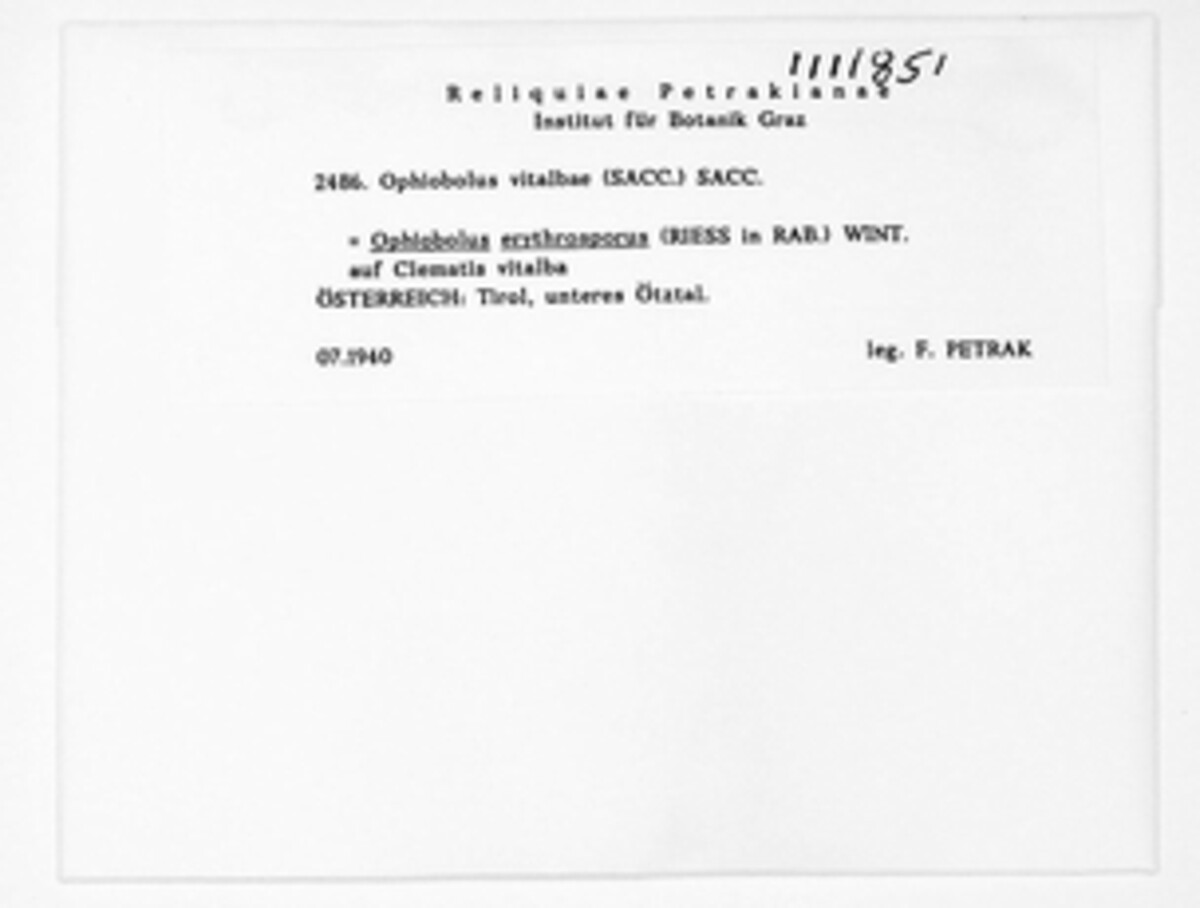 1111851
Reliquiae Petrakianae
Institut für Botanik Graz
2486. Ophiobolus vitalbae (SACC.) SACC.
= Ophiobolus erythrosporus (RIESS in RAB.) WINT.
auf Clematis vitalba
ÖSTERREICH: Tirol, unteres Ötztal.
07.1940 leg. F. PETRAK